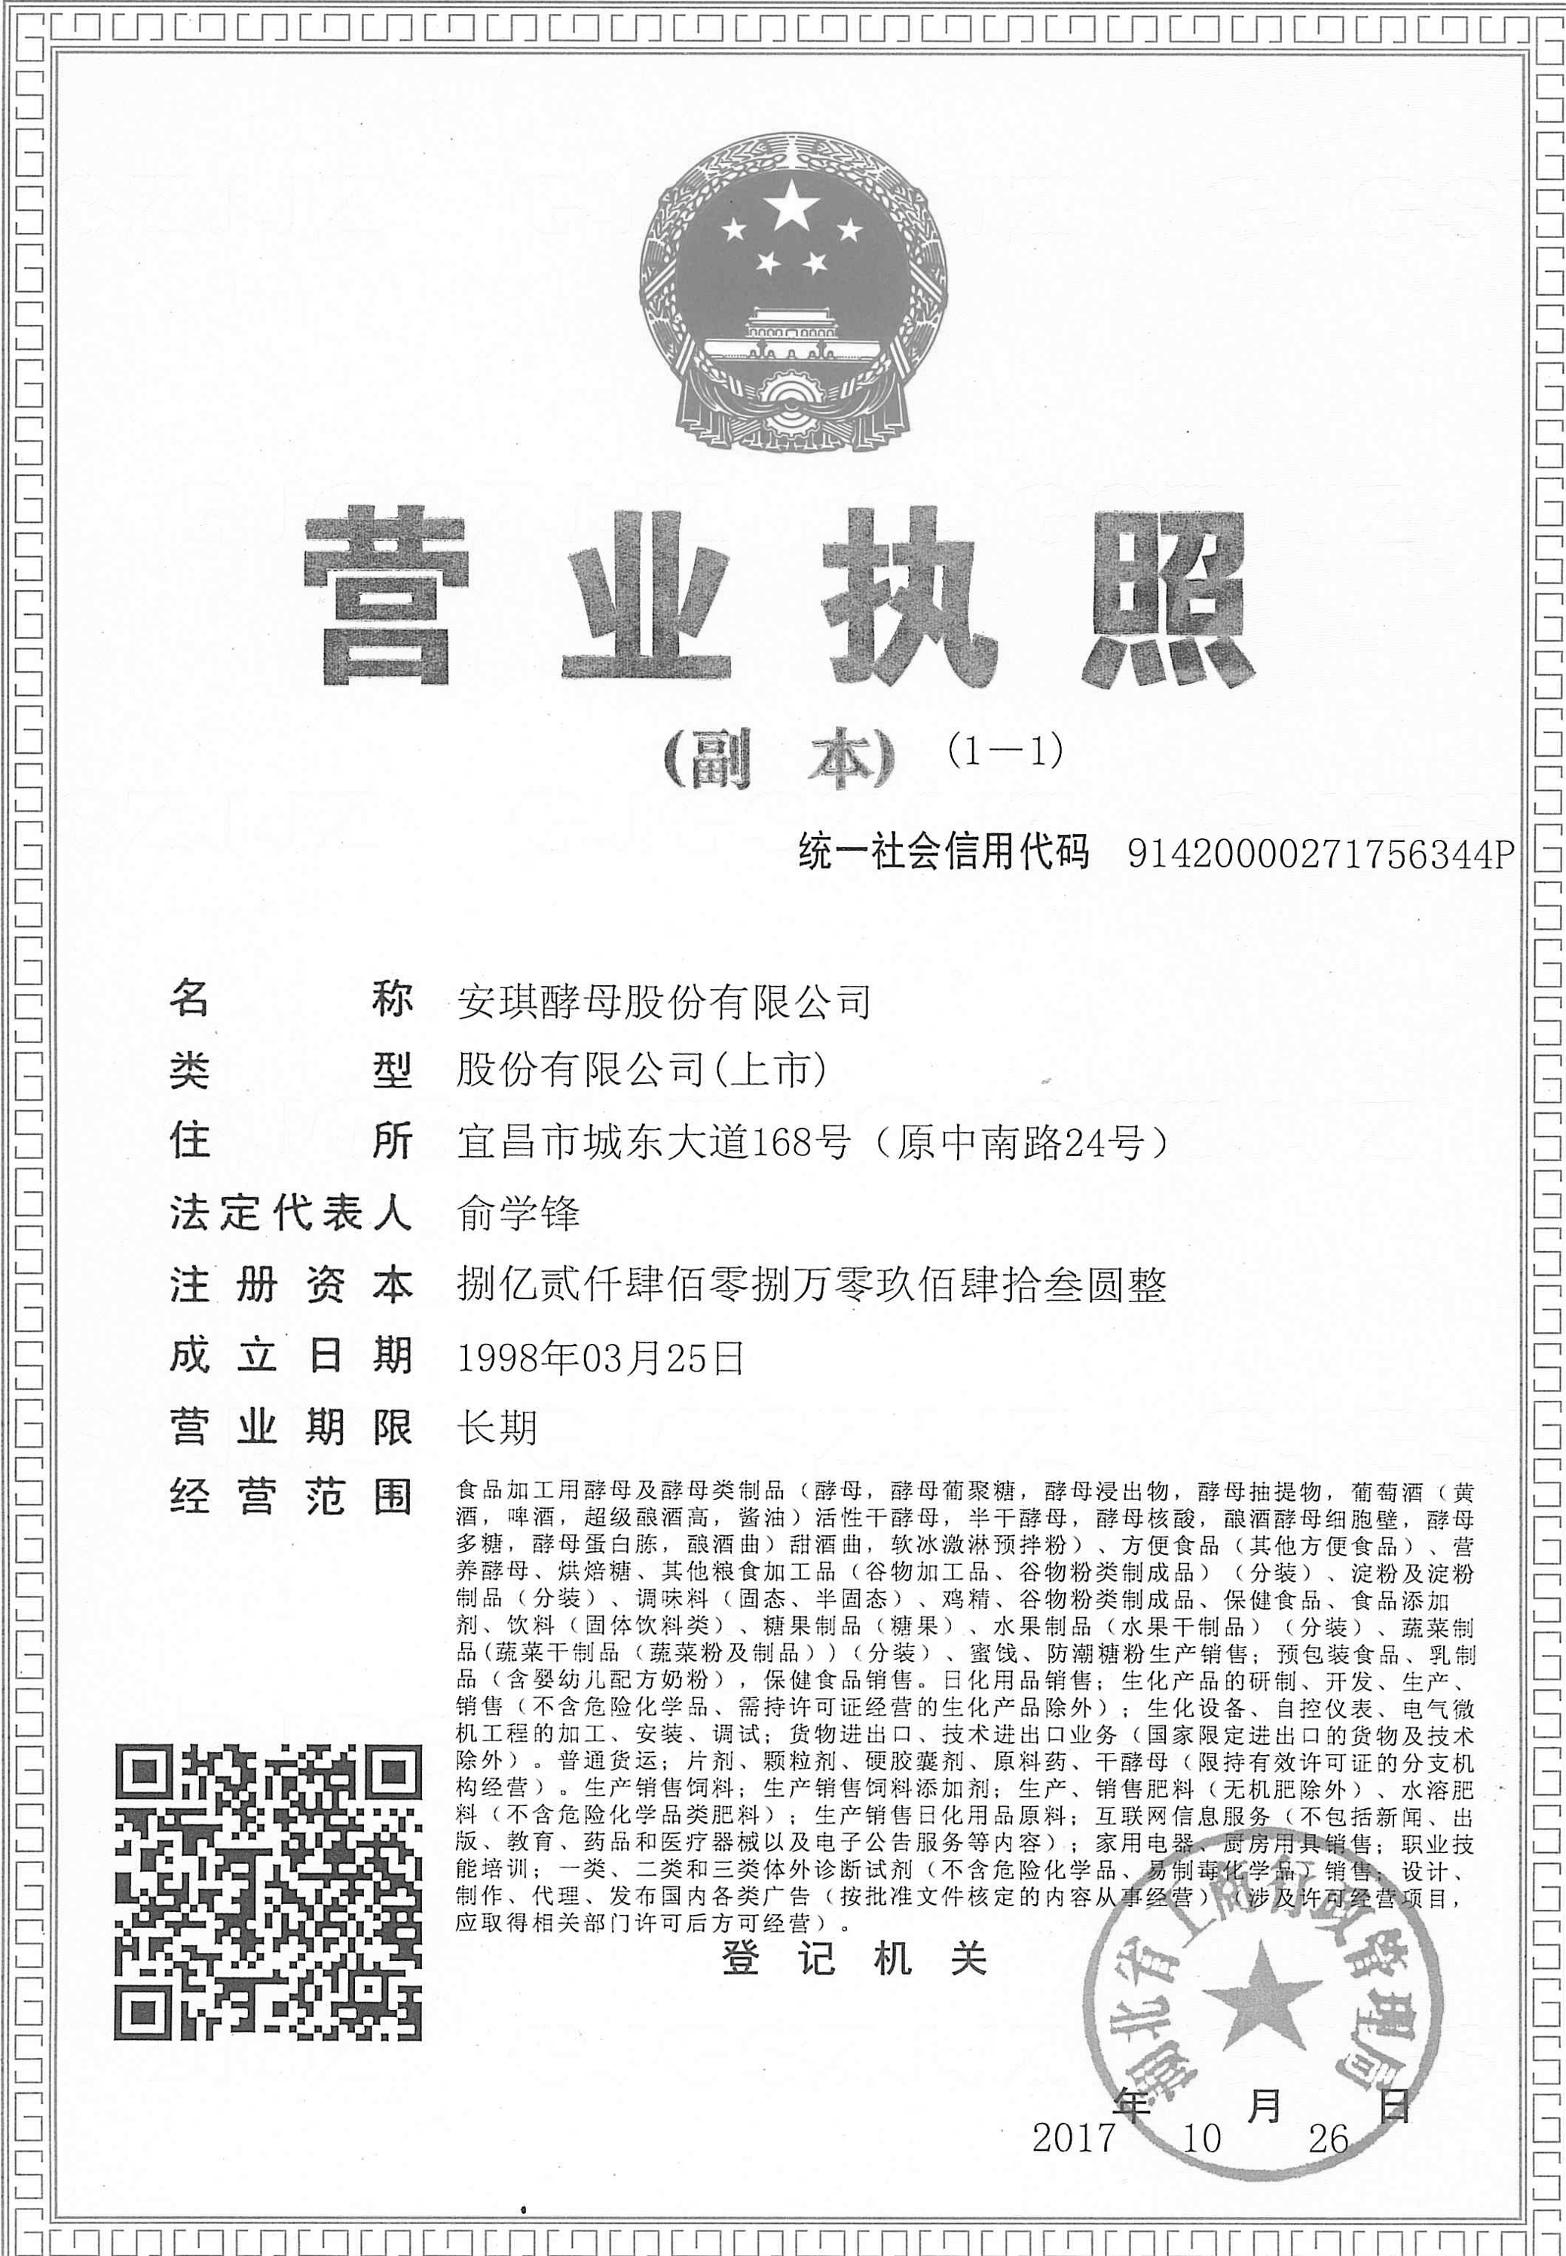 营业执照
(副 本) (1－1)
统一社会信用代码 91420000271756344P
名称 安琪酵母股份有限公司
类型 股份有限公司(上市)
住所 宜昌市城东大道168号（原中南路24号）
法定代表人 俞学锋
注册资本 捌亿贰仟肆佰零捌万零玖佰肆拾叁圆整
成立日期 1998年03月25日
营业期限 长期
经营范围 食品加工用酵母及酵母类制品（酵母，酵母葡聚糖，酵母浸出物，酵母抽提物，葡萄酒（黄
酒，啤酒，超级酿酒高，酱油）活性干酵母，半干酵母，酵母核酸，酿酒酵母细胞壁，酵母
多糖，酵母蛋白胨，酿酒曲）甜酒曲，软冰激淋预拌粉）、方便食品（其他方便食品）、营
养酵母、烘焙糖、其他粮食加工品（谷物加工品、谷物粉类制成品）（分装）、淀粉及淀粉
制品（分装）、调味料（固态、半固态）、鸡精、谷物粉类制成品、保健食品、食品添加
剂、饮料（固体饮料类）、糖果制品（糖果）、水果制品（水果干制品）（分装）、蔬菜制
品(蔬菜干制品（蔬菜粉及制品））（分装）、蜜饯、防潮糖粉生产销售；预包装食品、乳制
品（含婴幼儿配方奶粉），保健食品销售。日化用品销售；生化产品的研制、开发、生产、
销售（不含危险化学品、需持许可证经营的生化产品除外）；生化设备、自控仪表、电气微
机工程的加工、安装、调试；货物进出口、技术进出口业务（国家限定进出口的货物及技术
除外）。普通货运；片剂、颗粒剂、硬胶囊剂、原料药、干酵母（限持有效许可证的分支机
构经营）。生产销售饲料；生产销售饲料添加剂；生产、销售肥料（无机肥除外）、水溶肥
料（不含危险化学品类肥料）；生产销售日化用品原料；互联网信息服务（不包括新闻、出
版、教育、药品和医疗器械以及电子公告服务等内容）；家用电器、厨房用具销售；职业技
能培训；一类、二类和三类体外诊断试剂（不含危险化学品、易制毒化学品）销售；设计、
制作、代理、发布国内各类广告（按批准文件核定的内容从事经营）（涉及许可经营项目，
应取得相关部门许可后方可经营）。
登记机关
湖北省工商行政管理局
年 月 日
2017 10 26